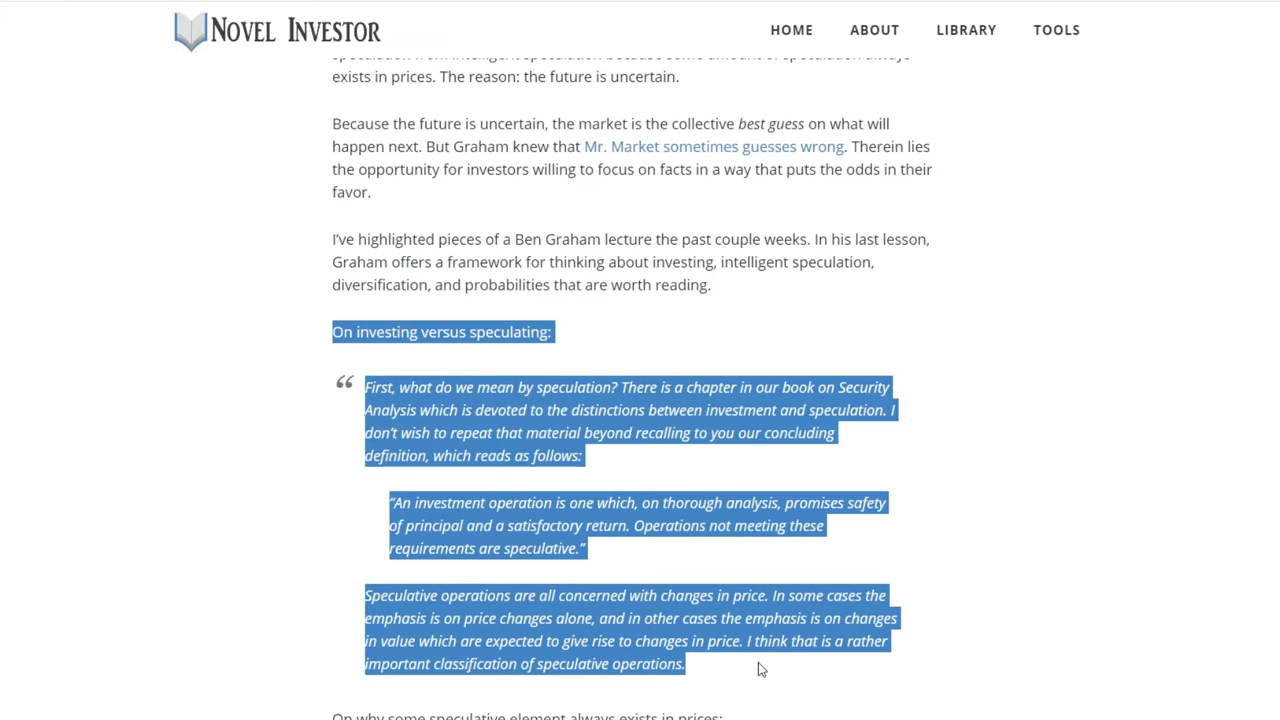 NOVEL INVESTOR
HOME ABOUT LIBRARY TOOLS
exists in prices. The reason: the future is uncertain.
Because the future is uncertain, the market is the collective best guess on what will
happen next. But Graham knew that Mr. Market sometimes guesses wrong. Therein lies
the opportunity for investors willing to focus on facts in a way that puts the odds in their
favor.
I’ve highlighted pieces of a Ben Graham lecture the past couple weeks. In his last lesson,
Graham offers a framework for thinking about investing, intelligent speculation,
diversification, and probabilities that are worth reading.
On investing versus speculating:
“ First, what do we mean by speculation? There is a chapter in our book on Security
Analysis which is devoted to the distinctions between investment and speculation. I
don’t wish to repeat that material beyond recalling to you our concluding
definition, which reads as follows:
“An investment operation is one which, on thorough analysis, promises safety
of principal and a satisfactory return. Operations not meeting these
requirements are speculative.”
Speculative operations are all concerned with changes in price. In some cases the
emphasis is on price changes alone, and in other cases the emphasis is on changes
in value which are expected to give rise to changes in price. I think that is a rather
important classification of speculative operations.
On why some speculative element always exists in prices: